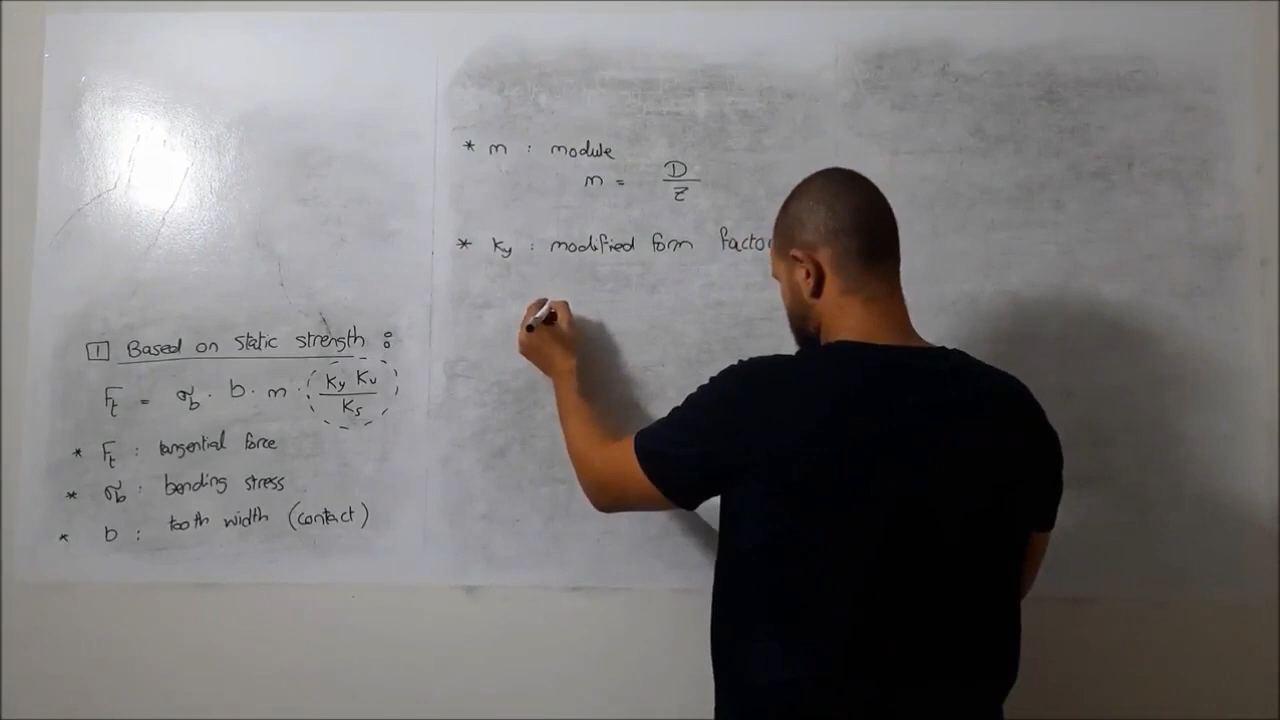 1 Based on static strength :
Ft = σb · b · m · Ky Kv / Ks
* Ft : tangential force
* σb : bending stress
* b : tooth width (contact)
* m : module
m = D / Z
* Ky : modified form factor